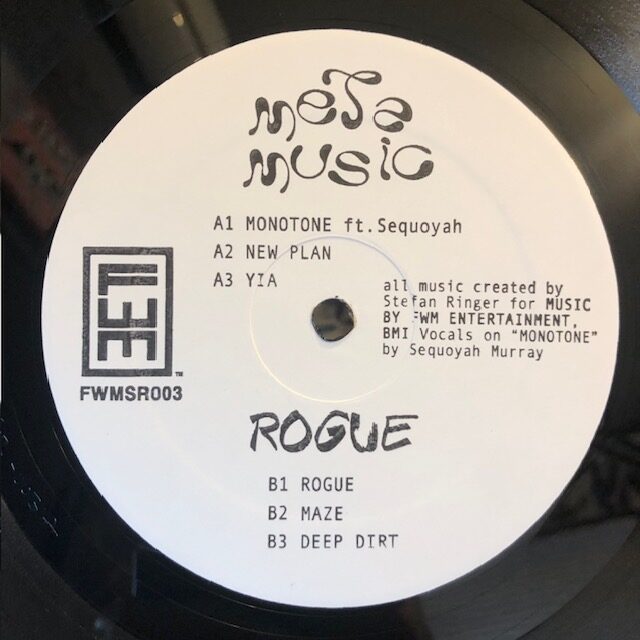 meta
music
A1 MONOTONE ft.Sequoyah
A2 NEW PLAN
A3 YIA
all music created by
Stefan Ringer for MUSIC
BY FWM ENTERTAINMENT,
BMI Vocals on "MONOTONE"
by Sequoyah Murray
TM
FWMSR003
ROGUE
B1 ROGUE
B2 MAZE
B3 DEEP DIRT